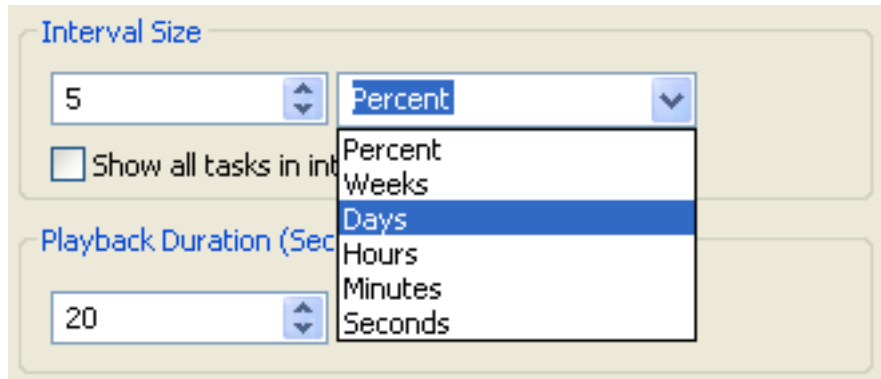 Interval Size
5
Percent
Show all tasks in int
Percent
Weeks
Days
Hours
Minutes
Seconds
Playback Duration (Sec
20